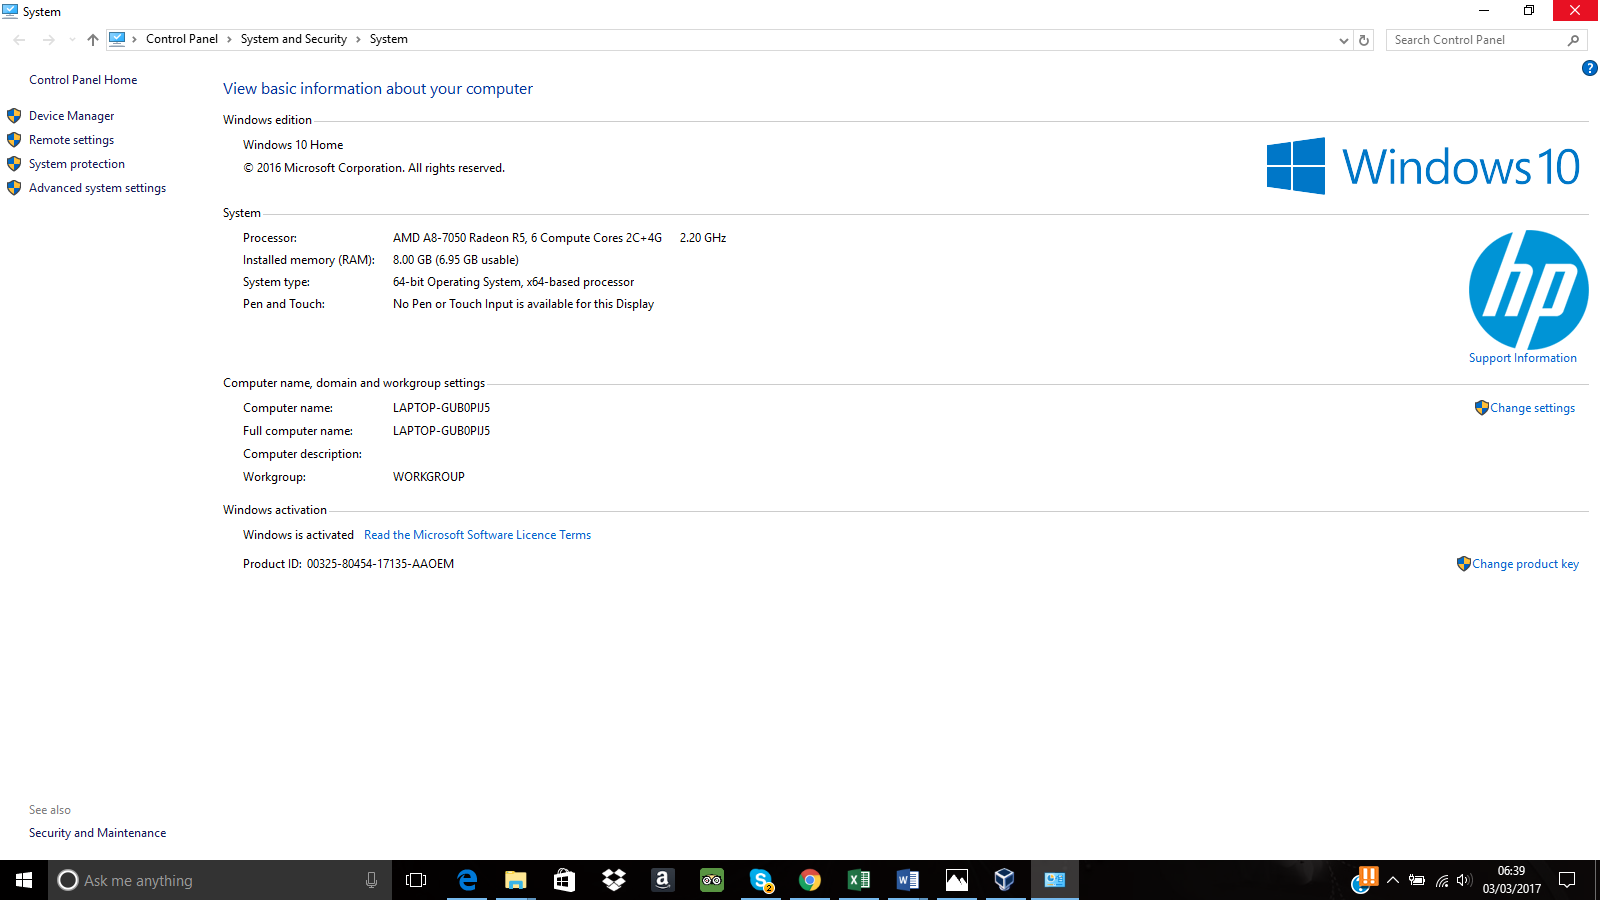 System
Control Panel > System and Security > System
Search Control Panel
Control Panel Home
Device Manager
Remote settings
System protection
Advanced system settings
View basic information about your computer
Windows edition
Windows 10 Home
© 2016 Microsoft Corporation. All rights reserved.
Windows 10
System
Processor: AMD A8-7050 Radeon R5, 6 Compute Cores 2C+4G 2.20 GHz
Installed memory (RAM): 8.00 GB (6.95 GB usable)
System type: 64-bit Operating System, x64-based processor
Pen and Touch: No Pen or Touch Input is available for this Display
hp
Support Information
Computer name, domain and workgroup settings
Computer name: LAPTOP-GUB0PIJ5
Change settings
Full computer name: LAPTOP-GUB0PIJ5
Computer description:
Workgroup: WORKGROUP
Windows activation
Windows is activated Read the Microsoft Software Licence Terms
Product ID: 00325-80454-17135-AAOEM
Change product key
See also
Security and Maintenance
Ask me anything
2
06:39
03/03/2017